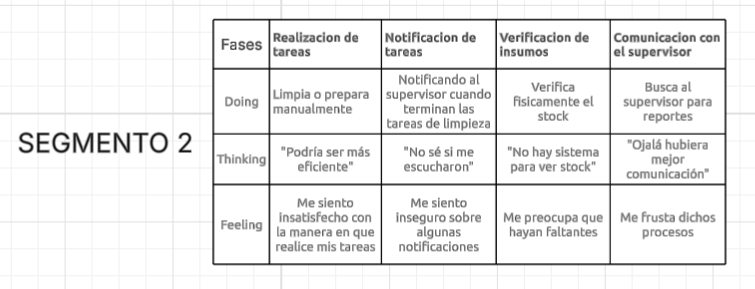 SEGMENTO 2
Fases
Realizacion de
tareas
Notificacion de
tareas
Verificacion de
insumos
Comunicacion con
el supervisor
Doing
Limpia o prepara
manualmente
Notificando al
supervisor cuando
terminan las
tareas de limpieza
Verifica
fisicamente el
stock
Busca al
supervisor para
reportes
Thinking
"Podría ser más
eficiente"
"No sé si me
escucharon"
"No hay sistema
para ver stock"
"Ojalá hubiera
mejor
comunicación"
Feeling
Me siento
insatisfecho con
la manera en que
realice mis tareas
Me siento
inseguro sobre
algunas
notificaciones
Me preocupa que
hayan faltantes
Me frusta dichos
procesos